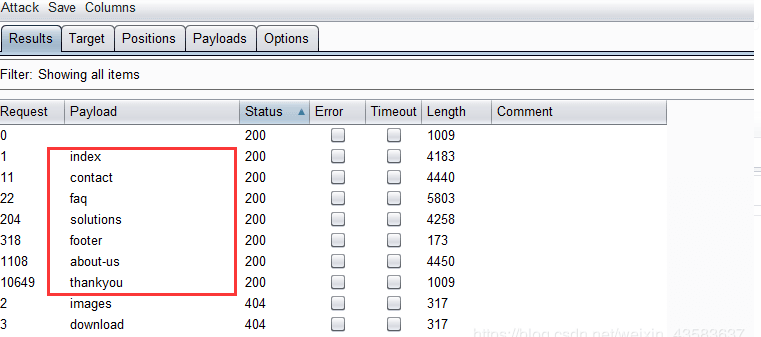 Attack Save Columns
Results Target Positions Payloads Options
Filter: Showing all items
Request Payload Status Error Timeout Length Comment
0 200 1009
1 index 200 4183
11 contact 200 4440
22 faq 200 5803
204 solutions 200 4258
318 footer 200 173
1108 about-us 200 4450
10649 thankyou 200 1009
2 images 404 317
3 download 404 317
https://blog.csdn.net/weixin_43583637